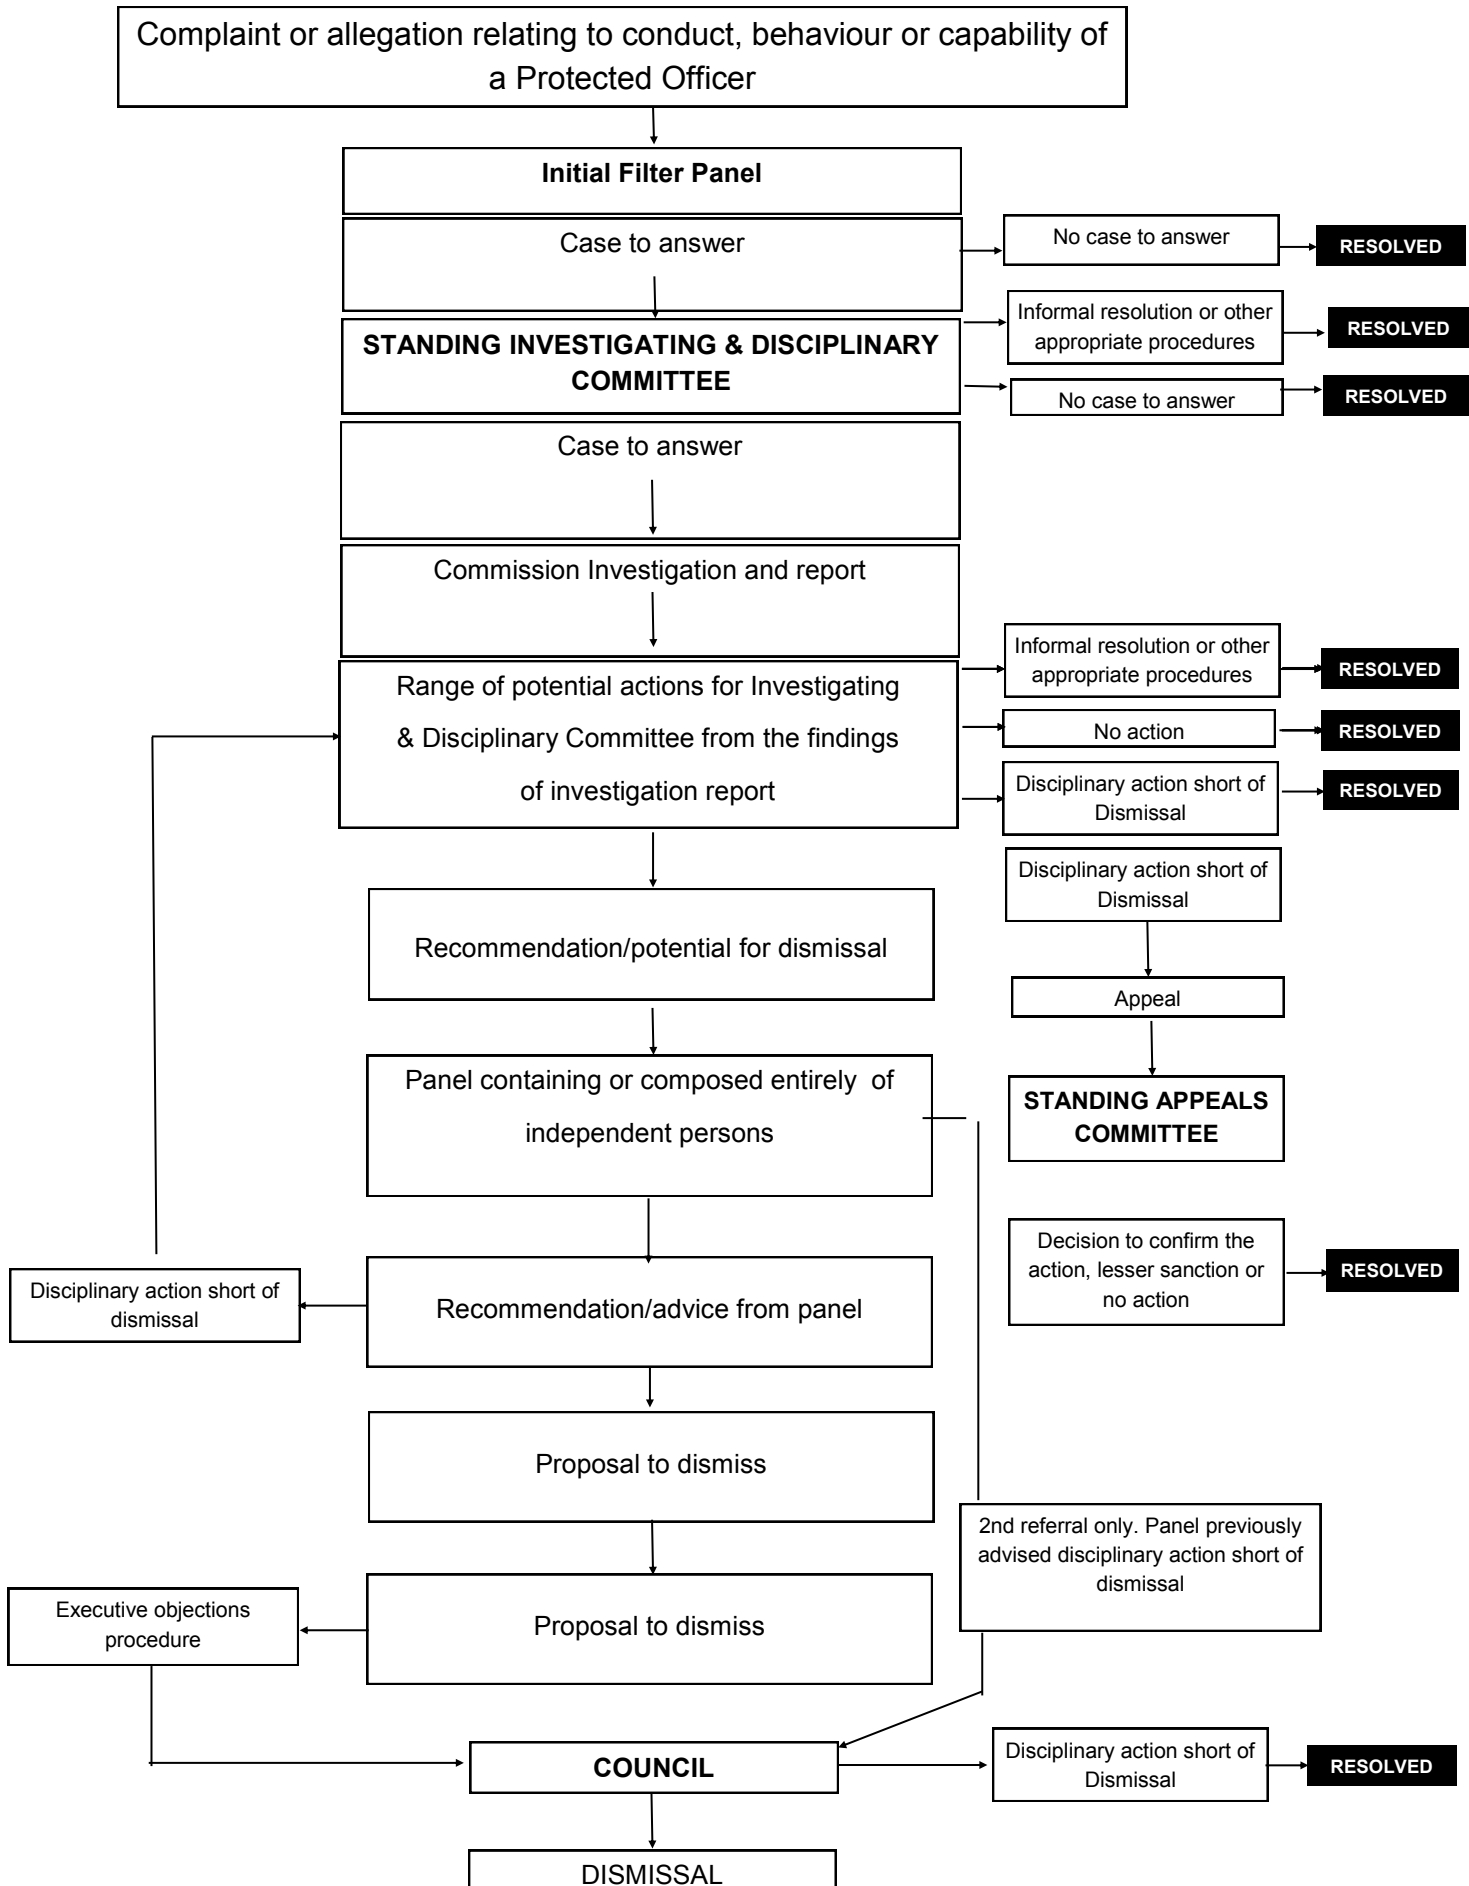 Complaint or allegation relating to conduct, behaviour or capability of
a Protected Officer
Initial Filter Panel
Case to answer
No case to answer
RESOLVED
STANDING INVESTIGATING & DISCIPLINARY
COMMITTEE
Informal resolution or other
appropriate procedures
RESOLVED
No case to answer
RESOLVED
Case to answer
Commission Investigation and report
Range of potential actions for Investigating
& Disciplinary Committee from the findings
of investigation report
Informal resolution or other
appropriate procedures
RESOLVED
No action
RESOLVED
Disciplinary action short of
Dismissal
RESOLVED
Disciplinary action short of
Dismissal
Recommendation/potential for dismissal
Appeal
Panel containing or composed entirely of
independent persons
STANDING APPEALS
COMMITTEE
Decision to confirm the
action, lesser sanction or
no action
RESOLVED
Disciplinary action short of
dismissal
Recommendation/advice from panel
Proposal to dismiss
2nd referral only. Panel previously
advised disciplinary action short of
dismissal
Executive objections
procedure
Proposal to dismiss
COUNCIL
Disciplinary action short of
Dismissal
RESOLVED
DISMISSAL